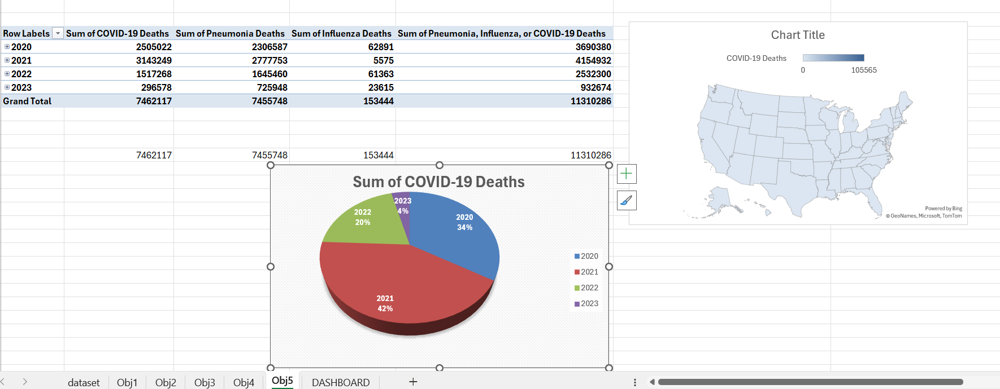 Row Labels Sum of COVID-19 Deaths Sum of Pneumonia Deaths Sum of Influenza Deaths Sum of Pneumonia, Influenza, or COVID-19 Deaths
2020 2505022 2306587 62891 3690380
2021 3143249 2777753 5575 4154932
2022 1517268 1645460 61363 2532300
2023 296578 725948 23615 932674
Grand Total 7462117 7455748 153444 11310286
7462117 7455748 153444 11310286
Chart Title
COVID-19 Deaths
0 105565
Powered by Bing
© GeoNames, Microsoft, TomTom
Sum of COVID-19 Deaths
2023
4%
2022
20%
2020
34%
2021
42%
2020
2021
2022
2023
dataset Obj1 Obj2 Obj3 Obj4 Obj5 DASHBOARD